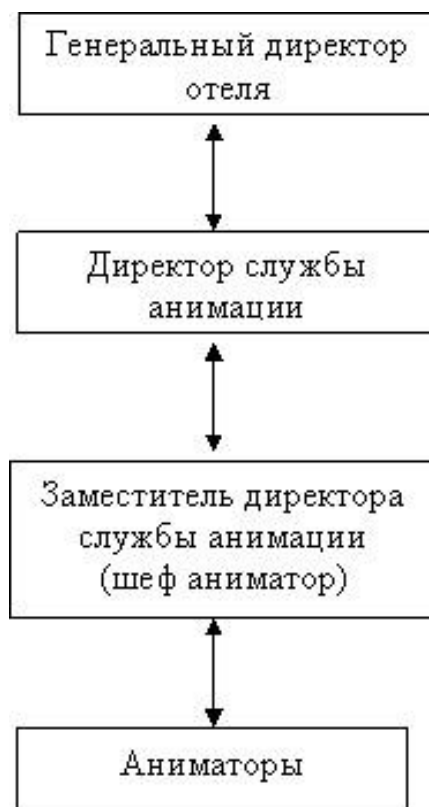 Генеральный директор
отеля
Директор службы
анимации
Заместитель директора
службы анимации
(шеф аниматор)
Аниматоры